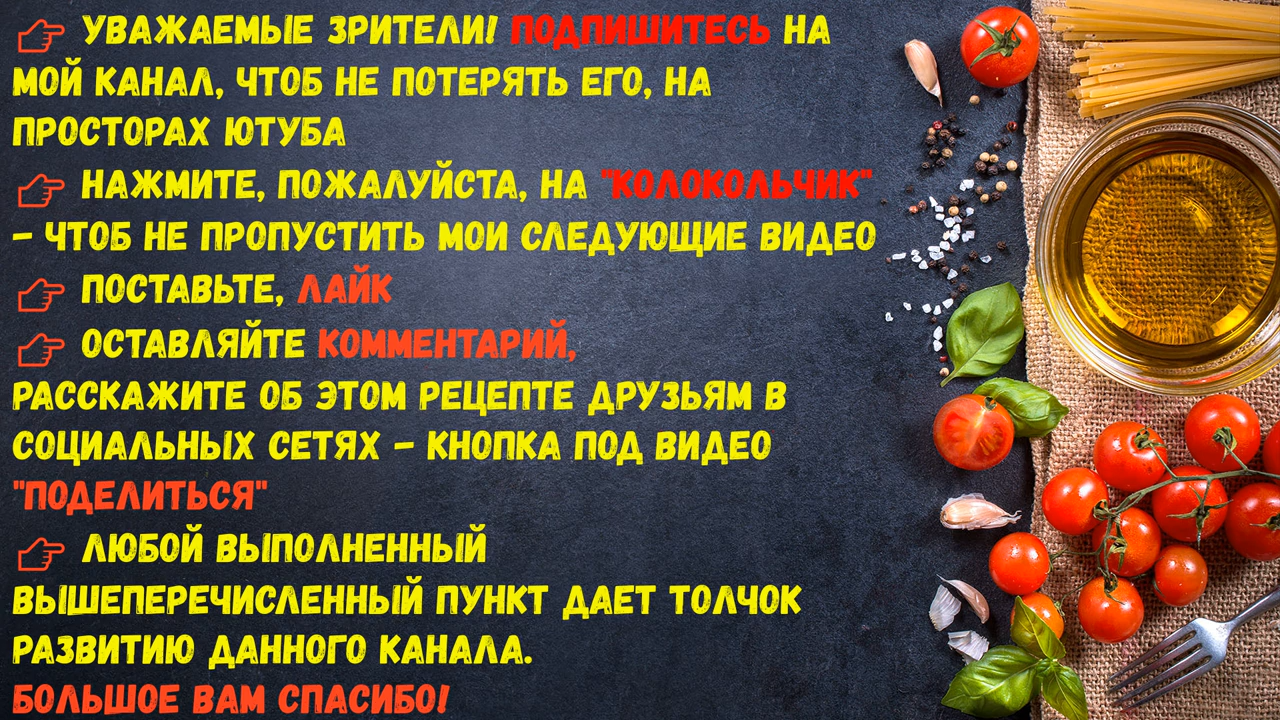 УВАЖАЕМЫЕ ЗРИТЕЛИ! ПОДПИШИТЕСЬ НА
МОЙ КАНАЛ, ЧТОБ НЕ ПОТЕРЯТЬ ЕГО, НА
ПРОСТОРАХ ЮТУБА
НАЖМИТЕ, ПОЖАЛУЙСТА, НА "КОЛОКОЛЬЧИК"
- ЧТОБ НЕ ПРОПУСТИТЬ МОИ СЛЕДУЮЩИЕ ВИДЕО
ПОСТАВЬТЕ, ЛАЙК
ОСТАВЛЯЙТЕ КОММЕНТАРИЙ,
РАССКАЖИТЕ ОБ ЭТОМ РЕЦЕПТЕ ДРУЗЬЯМ В
СОЦИАЛЬНЫХ СЕТЯХ - КНОПКА ПОД ВИДЕО
"ПОДЕЛИТЬСЯ"
ЛЮБОЙ ВЫПОЛНЕННЫЙ
ВЫШЕПЕРЕЧИСЛЕННЫЙ ПУНКТ ДАЕТ ТОЛЧОК
РАЗВИТИЮ ДАННОГО КАНАЛА.
БОЛЬШОЕ ВАМ СПАСИБО!